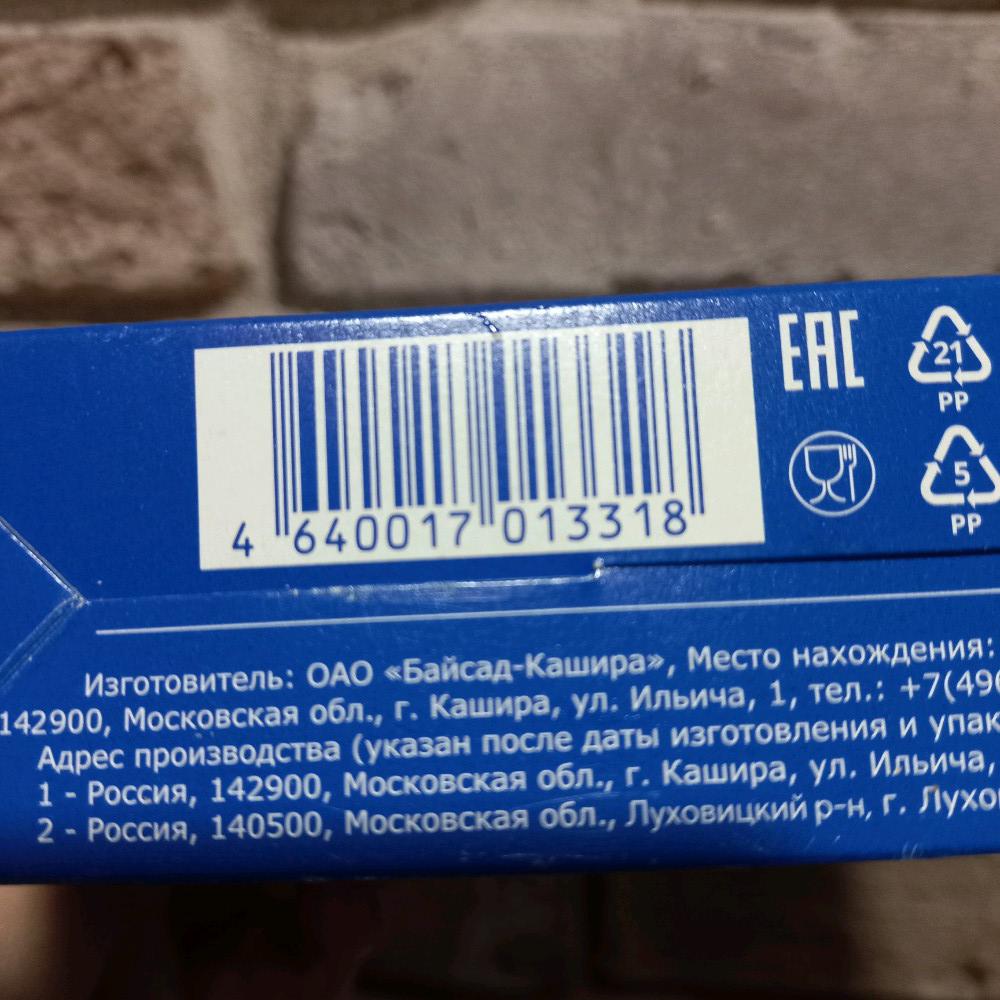 4 640017 013318
EAC
21
PP
5
PP
Изготовитель: ОАО «Байсад-Кашира», Место нахождения:
142900, Московская обл., г. Кашира, ул. Ильича, 1, тел.: +7(49
Адрес производства (указан после даты изготовления и упак
1 - Россия, 142900, Московская обл., г. Кашира, ул. Ильича,
2 - Россия, 140500, Московская обл., Луховицкий р-н, г. Лухо